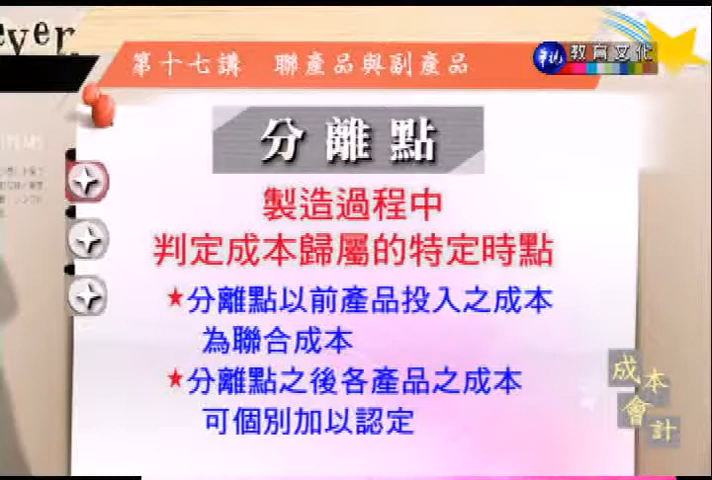 ever
第十七講 聯產品與副產品
華視 教育文化
分離點
製造過程中
判定成本歸屬的特定時點
★分離點以前產品投入之成本
為聯合成本
★分離點之後各產品之成本
可個別加以認定
成本會計